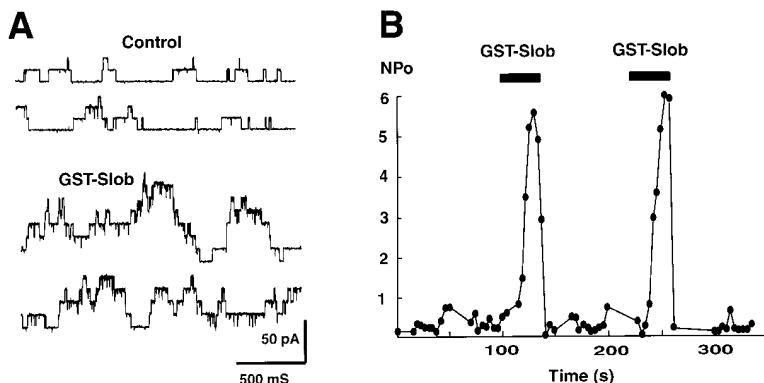 A
Control
GST-Slob
50 pA
500 mS
B
GST-Slob GST-Slob
NPo
6
5
4
3
2
1
100 200 300
Time (s)